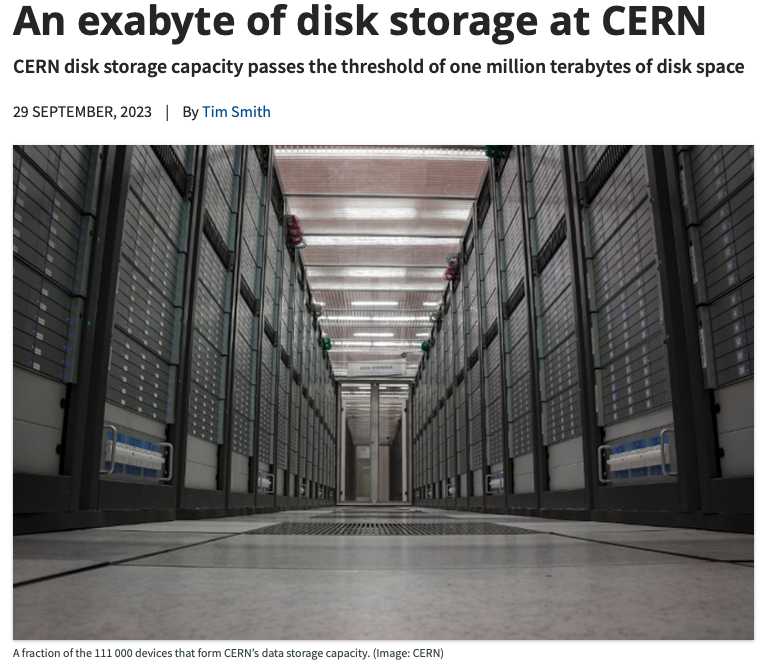 An exabyte of disk storage at CERN
CERN disk storage capacity passes the threshold of one million terabytes of disk space
29 SEPTEMBER, 2023 | By Tim Smith
A fraction of the 111 000 devices that form CERN's data storage capacity. (Image: CERN)